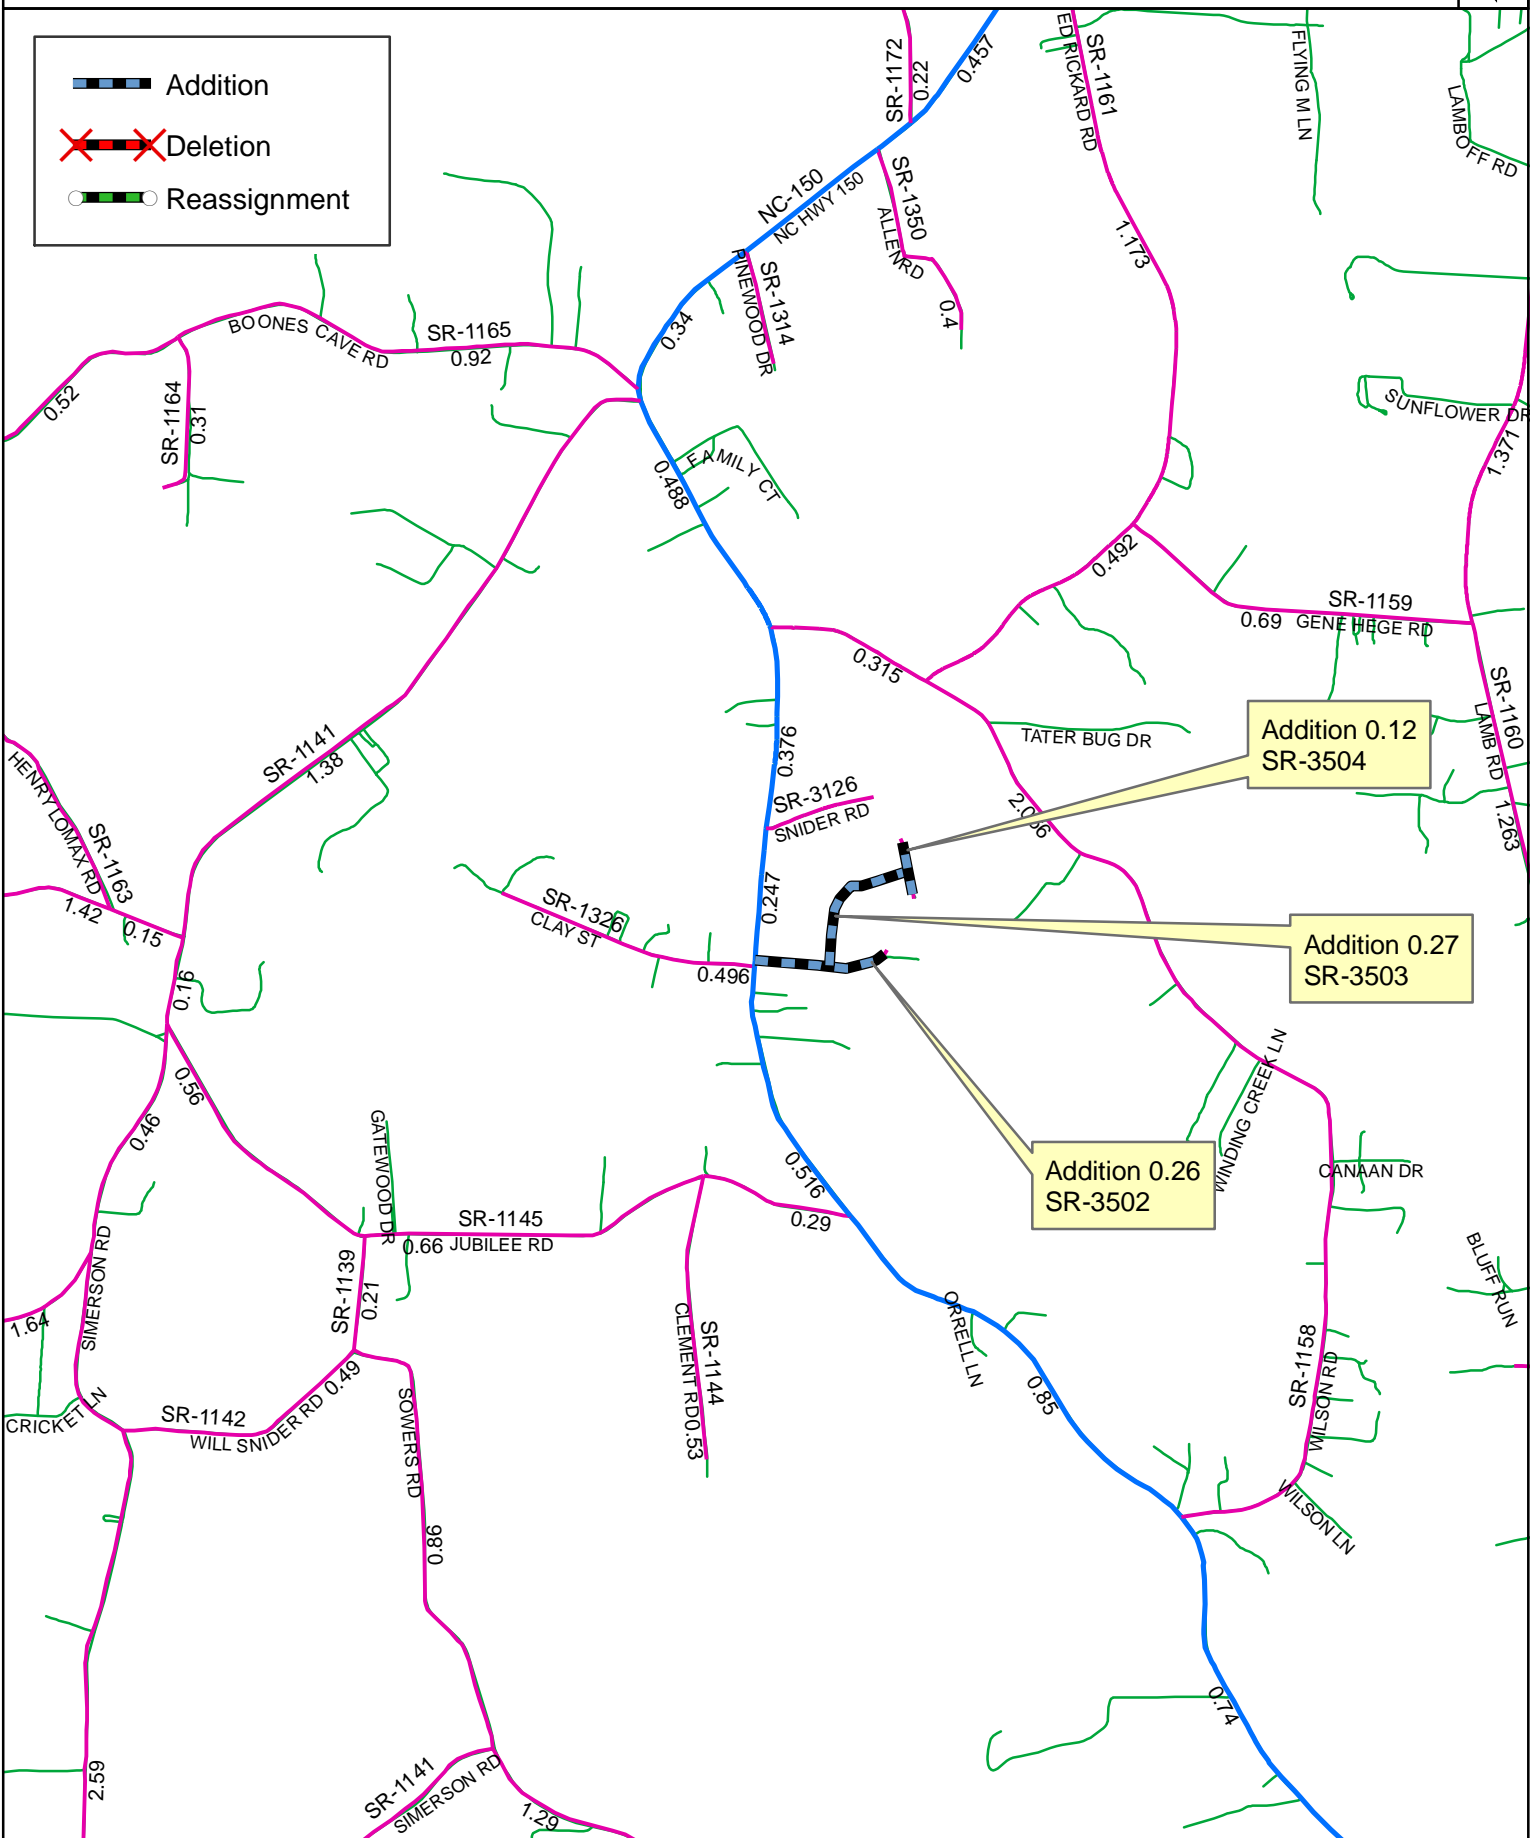 Addition
Deletion
Reassignment
SR-1172
0.22
0.457
ED RICKARD RD
SR-1161
FLYING M LN
LAMBOFF RD
NC-150
NC HWY 150
SR-1350
ALLEN RD
0.4
1.173
PINEWOOD DR
SR-1314
0.34
BOONES CAVE RD
SR-1165
0.92
0.52
SR-1164
0.31
SUNFLOWER DR
1.371
FAMILY CT
0.488
0.492
SR-1159
0.69 GENE HEGE RD
0.315
SR-1160
LAMB RD
1.263
TATER BUG DR
Addition 0.12
SR-3504
SR-1141
1.38
0.376
SR-3126
SNIDER RD
2.066
HENRY LOMAX RD
SR-1163
1.42
0.15
0.247
SR-1326
CLAY ST
0.496
Addition 0.27
SR-3503
0.16
0.56
0.46
WINDING CREEK LN
Addition 0.26
SR-3502
CANAAN DR
GATEWOOD DR
0.516
0.29
SR-1145
0.66 JUBILEE RD
SR-1139
0.21
SIMERSON RD
1.64
BLUFF RUN
ORRELL LN
SR-1144
CLEMENT RD
0.53
SR-1158
WILSON RD
0.85
CRICKET LN
SR-1142
WILL SNIDER RD
0.49
SOWERS RD
WILSON LN
0.86
0.74
2.59
SR-1141
SIMERSON RD
1.29